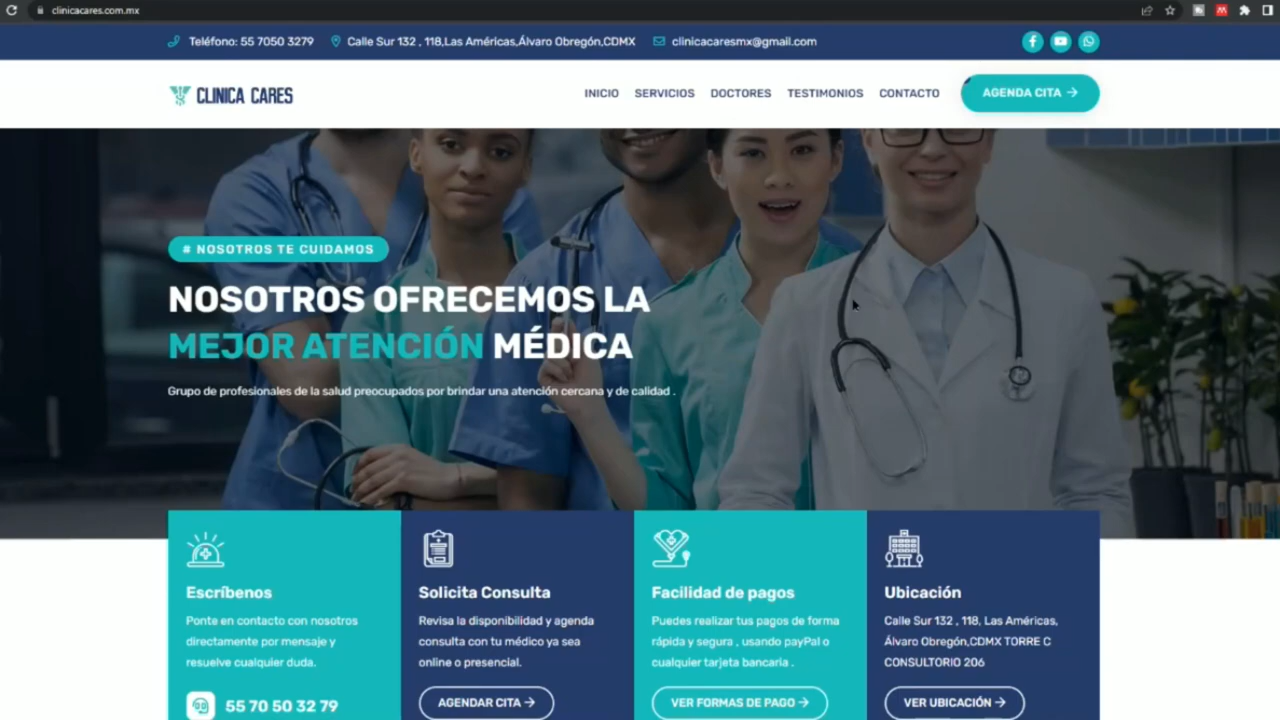 clinicacares.com.mx
Teléfono: 55 7050 3279
Calle Sur 132 , 118,Las Américas,Álvaro Obregón,CDMX
clinicacaresmx@gmail.com
CLINICA CARES
INICIO
SERVICIOS
DOCTORES
TESTIMONIOS
CONTACTO
AGENDA CITA →
# NOSOTROS TE CUIDAMOS
NOSOTROS OFRECEMOS LA
MEJOR ATENCIÓN MÉDICA
Grupo de profesionales de la salud preocupados por brindar una atención cercana y de calidad .
Escríbenos
Ponte en contacto con nosotros
directamente por mensaje y
resuelve cualquier duda.
55 70 50 32 79
Solicita Consulta
Revisa la disponibilidad y agenda
consulta con tu médico ya sea
online o presencial.
AGENDAR CITA →
Facilidad de pagos
Puedes realizar tus pagos de forma
rápida y segura , usando payPal o
cualquier tarjeta bancaria .
VER FORMAS DE PAGO →
Ubicación
Calle Sur 132 , 118, Las Américas,
Álvaro Obregón,CDMX TORRE C
CONSULTORIO 206
VER UBICACIÓN →